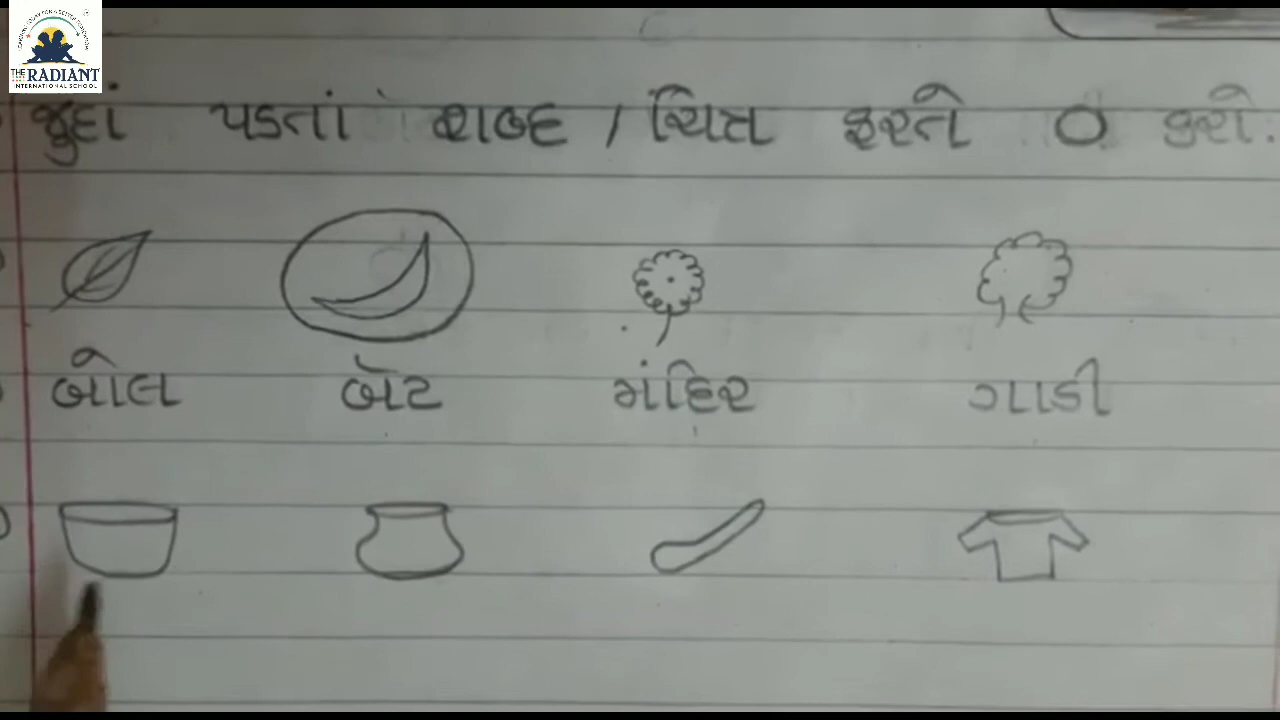 THE RADIANT
INTERNATIONAL SCHOOL
જુદાં પડતાં શબ્દ / ચિત્ર ફરતે O કરો.
બોલ બૅટ મંદિર ગાડી